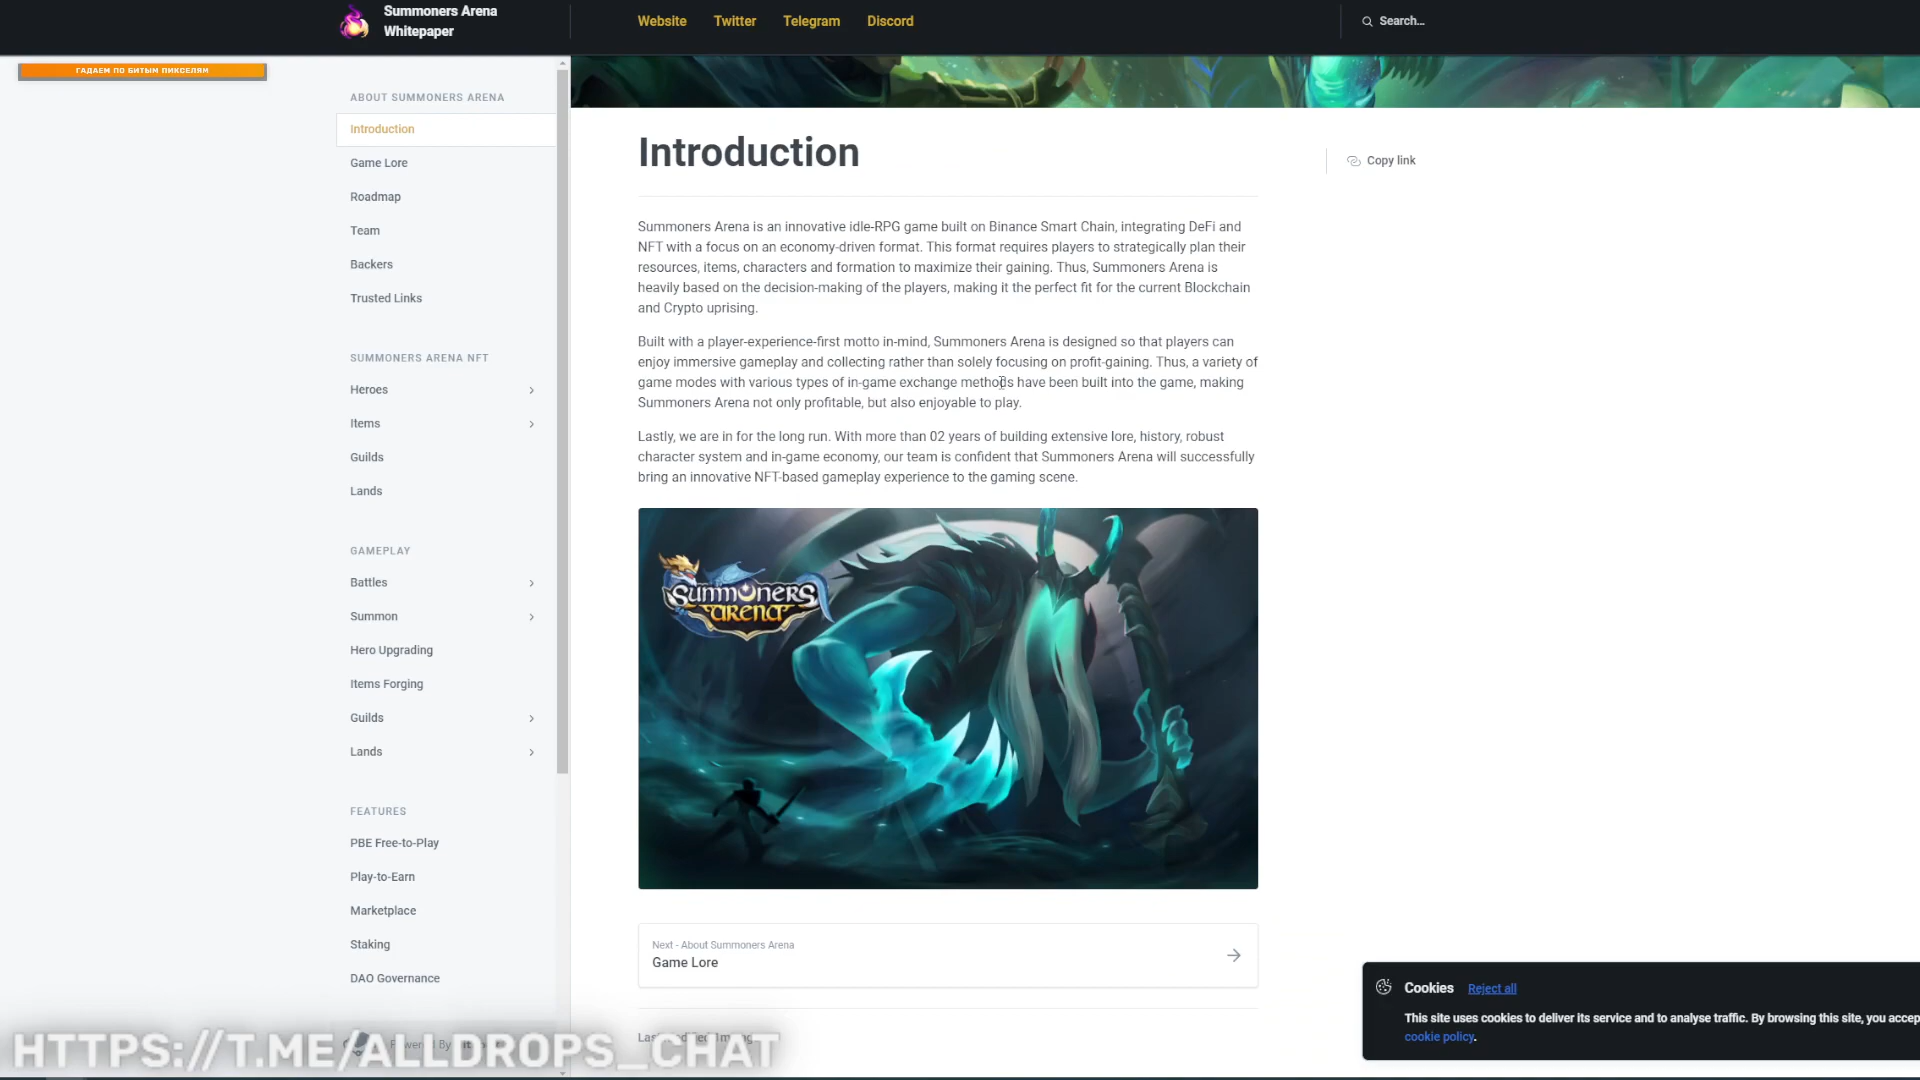 Summoners Arena
Whitepaper
Website
Twitter
Telegram
Discord
Search...
ГАДАЕМ ПО БИТЫМ ПИКСЕЛЯМ
ABOUT SUMMONERS ARENA
Introduction
Game Lore
Roadmap
Team
Backers
Trusted Links
SUMMONERS ARENA NFT
Heroes
Items
Guilds
Lands
GAMEPLAY
Battles
Summon
Hero Upgrading
Items Forging
Guilds
Lands
FEATURES
PBE Free-to-Play
Play-to-Earn
Marketplace
Staking
DAO Governance
Introduction
Copy link
Summoners Arena is an innovative idle-RPG game built on Binance Smart Chain, integrating DeFi and
NFT with a focus on an economy-driven format. This format requires players to strategically plan their
resources, items, characters and formation to maximize their gaining. Thus, Summoners Arena is
heavily based on the decision-making of the players, making it the perfect fit for the current Blockchain
and Crypto uprising.
Built with a player-experience-first motto in-mind, Summoners Arena is designed so that players can
enjoy immersive gameplay and collecting rather than solely focusing on profit-gaining. Thus, a variety of
game modes with various types of in-game exchange methods have been built into the game, making
Summoners Arena not only profitable, but also enjoyable to play.
Lastly, we are in for the long run. With more than 02 years of building extensive lore, history, robust
character system and in-game economy, our team is confident that Summoners Arena will successfully
bring an innovative NFT-based gameplay experience to the gaming scene.
Summoners
Arena
Next - About Summoners Arena
Game Lore
Cookies
Reject all
This site uses cookies to deliver its service and to analyse traffic. By browsing this site, you accep
cookie policy.
HTTPS://T.ME/ALLDROPS_CHAT